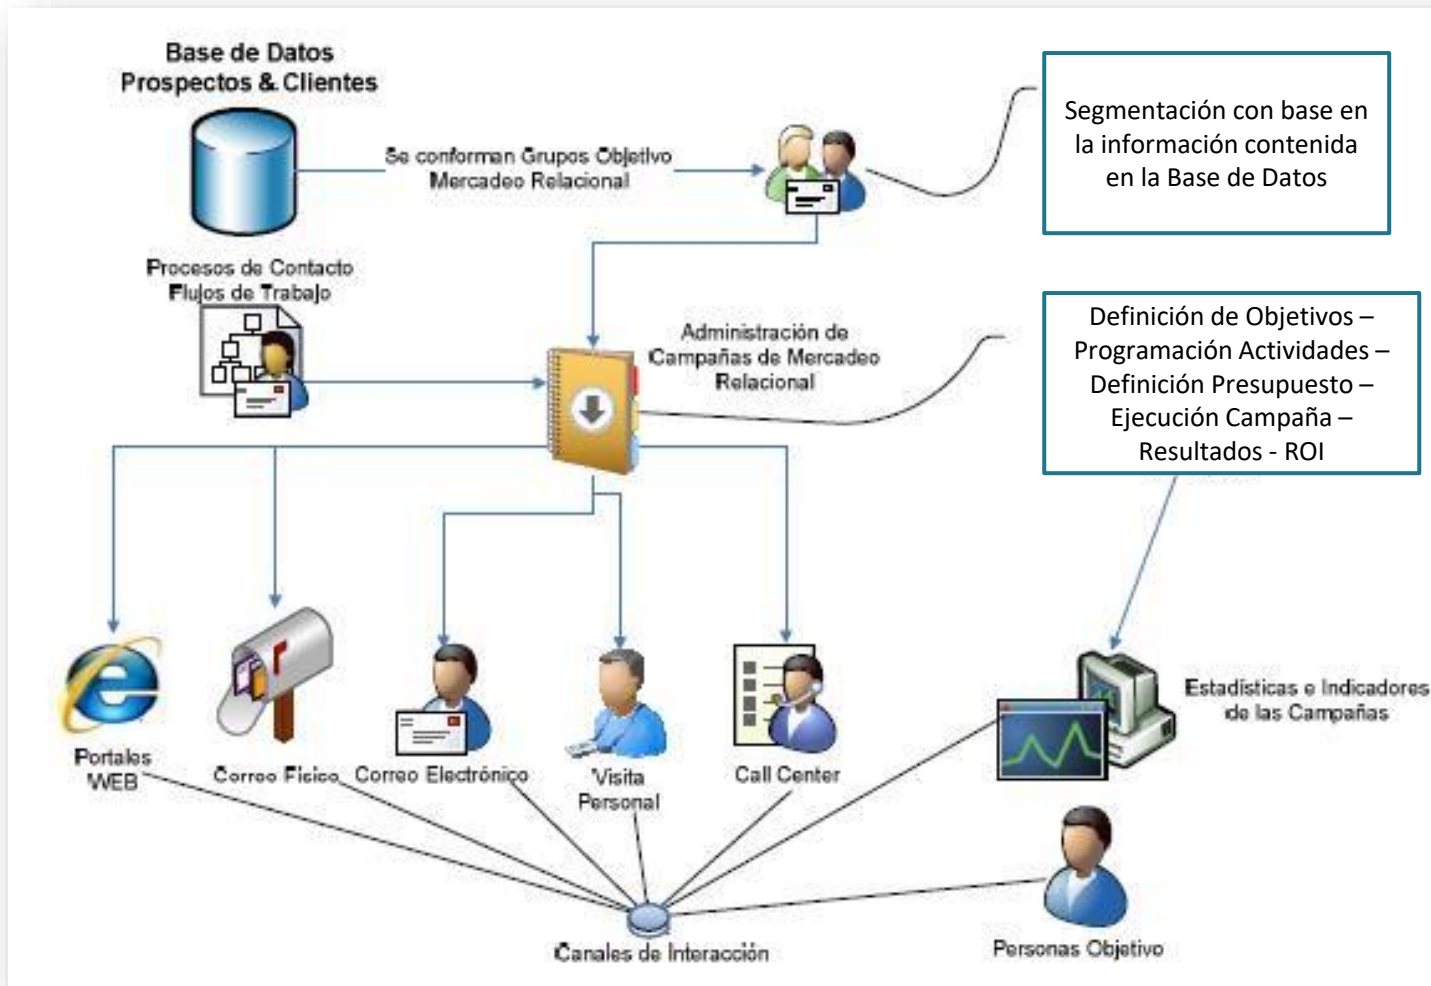 Base de Datos
Prospectos & Clientes
Se conforman Grupos Objetivo
Mercadeo Relacional
Segmentación con base en
la información contenida
en la Base de Datos
Procesos de Contacto
Flujos de Trabajo
Administración de
Campañas de Mercadeo
Relacional
Definición de Objetivos –
Programación Actividades –
Definición Presupuesto –
Ejecución Campaña –
Resultados - ROI
Estadísticas e Indicadores
de las Campañas
Portales
WEB
Correo Físico
Correo Electrónico
Visita
Personal
Call Center
Canales de Interacción
Personas Objetivo